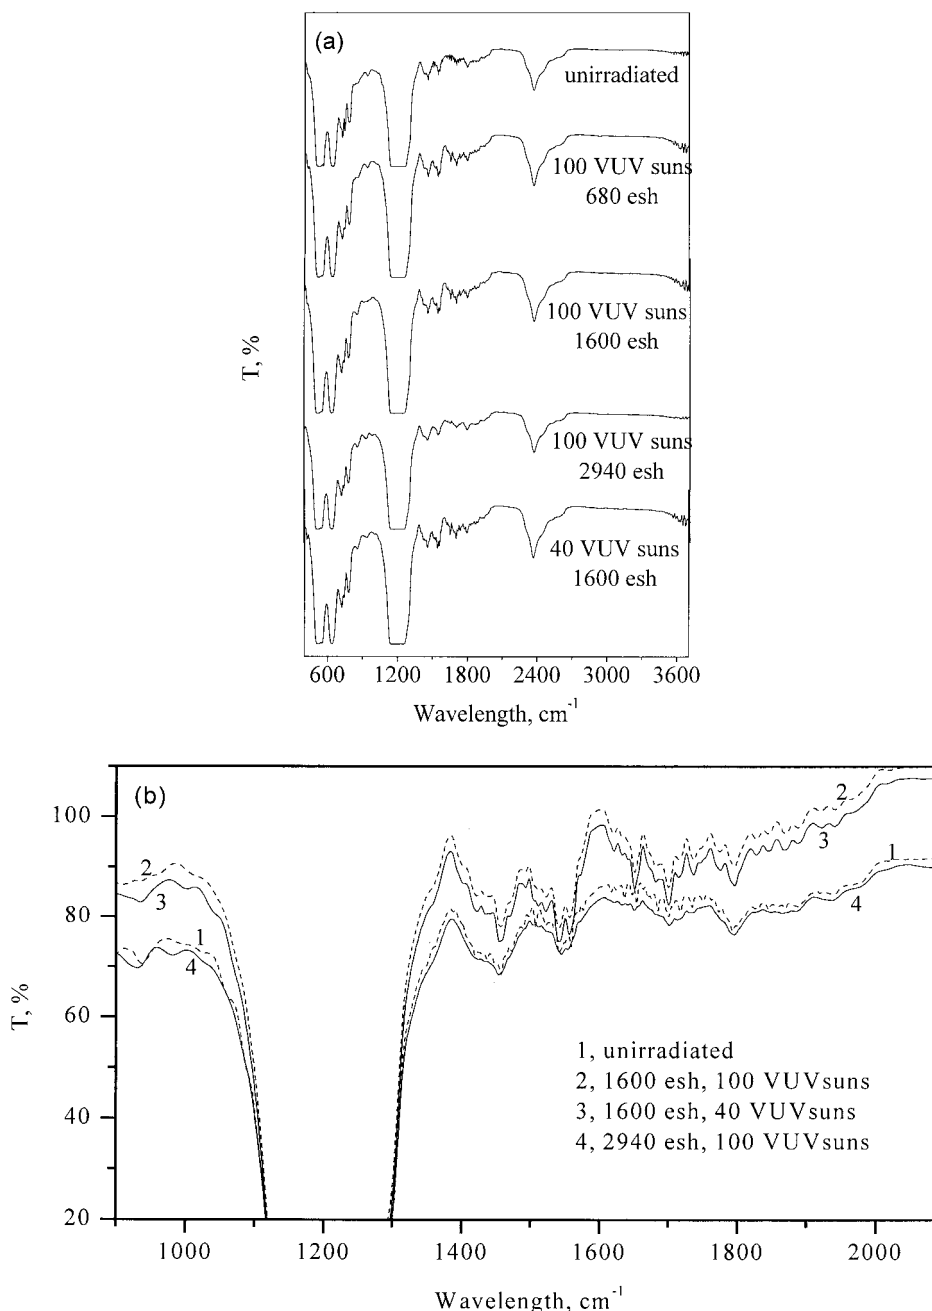 (a)
unirradiated
100 VUV suns
680 esh
100 VUV suns
1600 esh
100 VUV suns
2940 esh
40 VUV suns
1600 esh
T, %
600 1200 1800 2400 3000 3600
Wavelength, cm-1
(b)
100
80
60
40
20
2
3
1
4
2
3
1
4
T, %
1, unirradiated
2, 1600 esh, 100 VUVsuns
3, 1600 esh, 40 VUVsuns
4, 2940 esh, 100 VUVsuns
1000 1200 1400 1600 1800 2000
Wavelength, cm-1